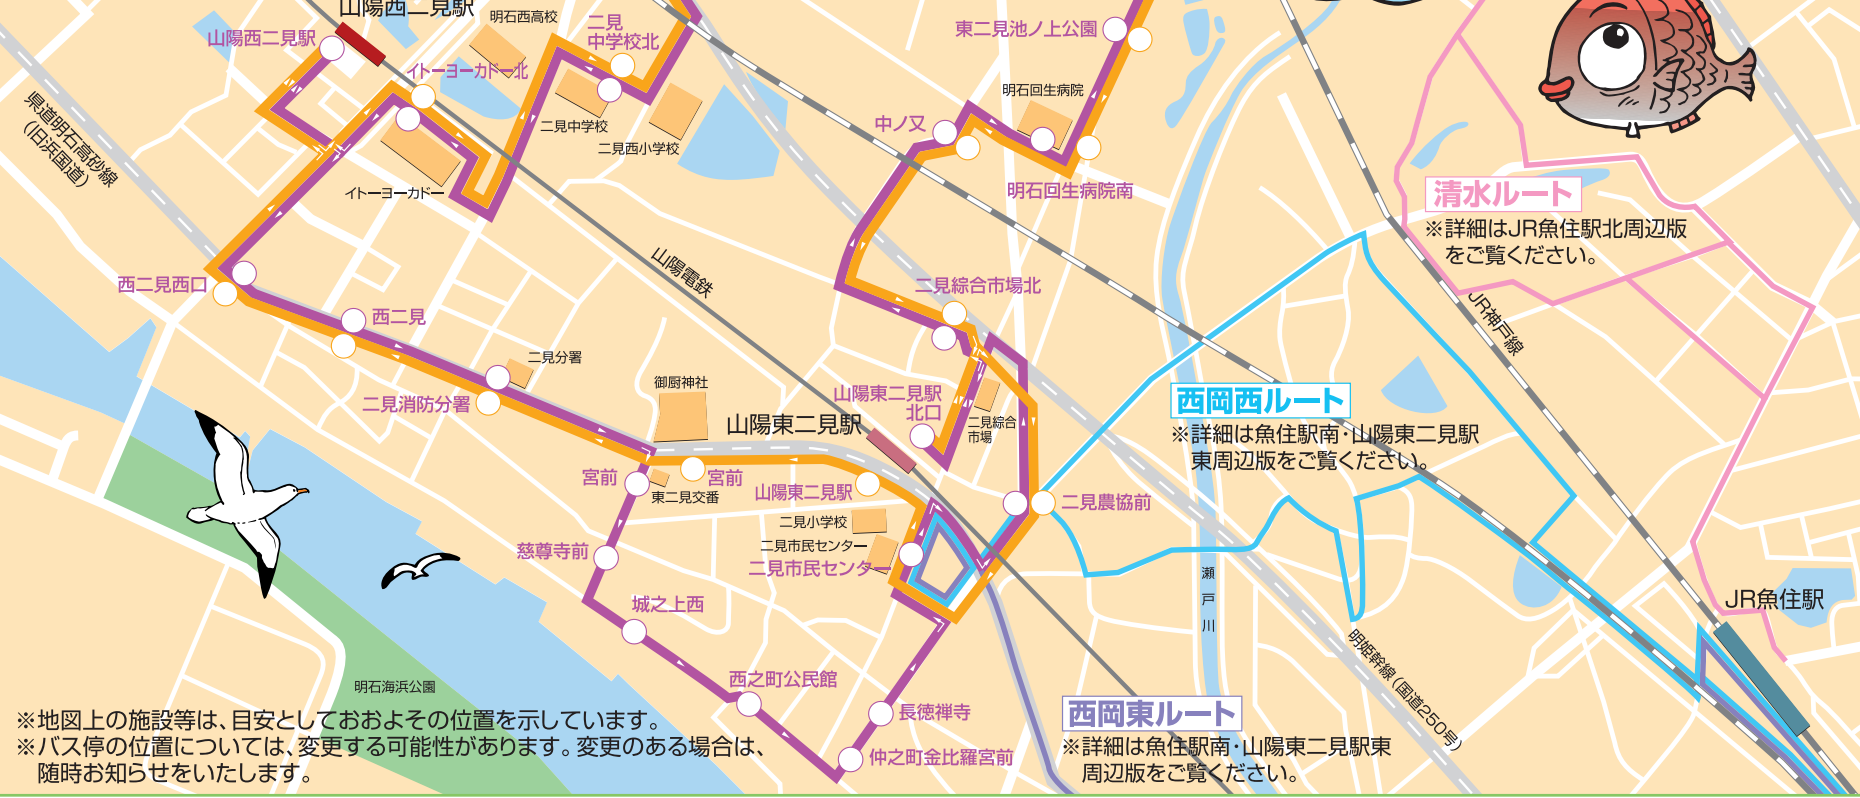 山陽西二見駅
明石西高校
二見
中学校北
山陽西二見駅
イトーヨーカドー北
東二見池ノ上公園
明石回生病院
県道明石高砂線
(旧浜国道)
二見中学校
二見西小学校
中ノ又
イトーヨーカドー
明石回生病院南
清水ルート
※詳細はJR魚住駅北周辺版
をご覧ください。
山陽電鉄
西二見西口
二見綜合市場北
JR神戸線
西二見
二見分署
御厨神社
山陽東二見駅
北口
二見消防分署
二見綜合
市場
山陽東二見駅
西岡西ルート
※詳細は魚住駅南・山陽東二見駅
東周辺版をご覧ください。
宮前
宮前
東二見交番
山陽東二見駅
二見農協前
二見小学校
二見市民センター
二見市民センター
慈尊寺前
瀬戸川
城之上西
JR魚住駅
明姫幹線(国道250号)
西之町公民館
明石海浜公園
長徳禅寺
西岡東ルート
※詳細は魚住駅南・山陽東二見駅東
周辺版をご覧ください。
仲之町金比羅宮前
※地図上の施設等は、目安としておおよその位置を示しています。
※バス停の位置については、変更する可能性があります。変更のある場合は、
随時お知らせをいたします。